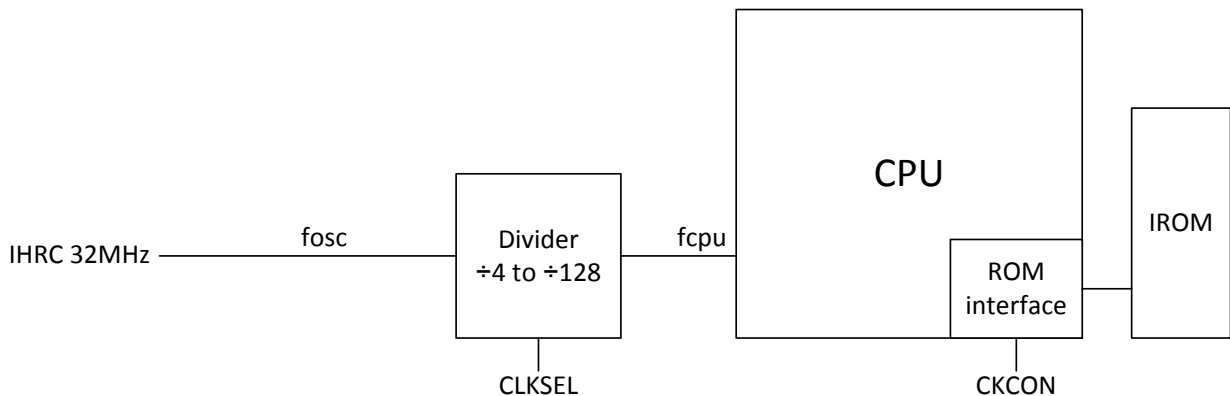 IHRC 32MHz
fosc
Divider
÷4 to ÷128
CLKSEL
fcpu
CPU
ROM
interface
CKCON
IROM